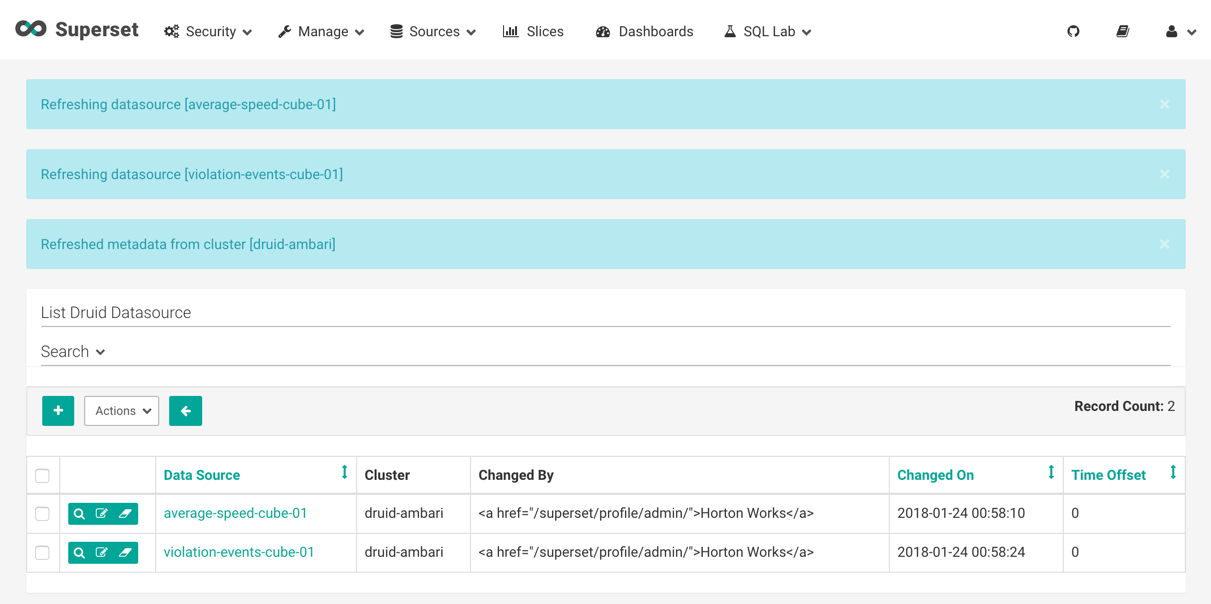 Superset Security Manage Sources Slices Dashboards SQL Lab
Refreshing datasource [average-speed-cube-01] ×
Refreshing datasource [violation-events-cube-01] ×
Refreshed metadata from cluster [druid-ambari] ×
List Druid Datasource
Search
Actions Record Count: 2
Data Source Cluster Changed By Changed On Time Offset
average-speed-cube-01 druid-ambari <a href="/superset/profile/admin/">Horton Works</a> 2018-01-24 00:58:10 0
violation-events-cube-01 druid-ambari <a href="/superset/profile/admin/">Horton Works</a> 2018-01-24 00:58:24 0